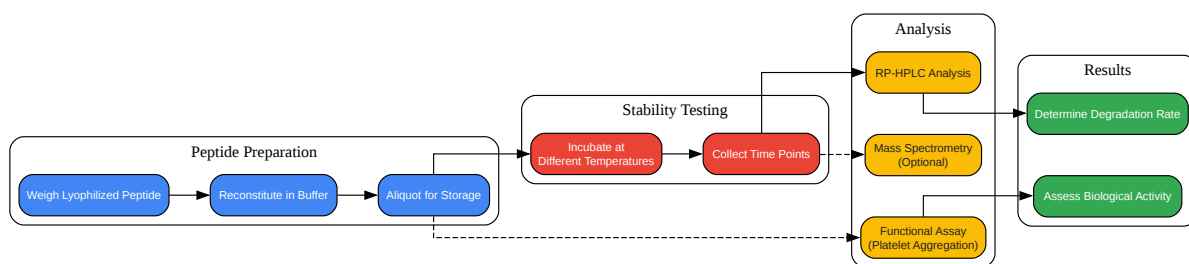 Peptide Preparation
Weigh Lyophilized Peptide
Reconstitute in Buffer
Aliquot for Storage
Stability Testing
Incubate at
Different Temperatures
Collect Time Points
Analysis
RP-HPLC Analysis
Mass Spectrometry
(Optional)
Functional Assay
(Platelet Aggregation)
Results
Determine Degradation Rate
Assess Biological Activity